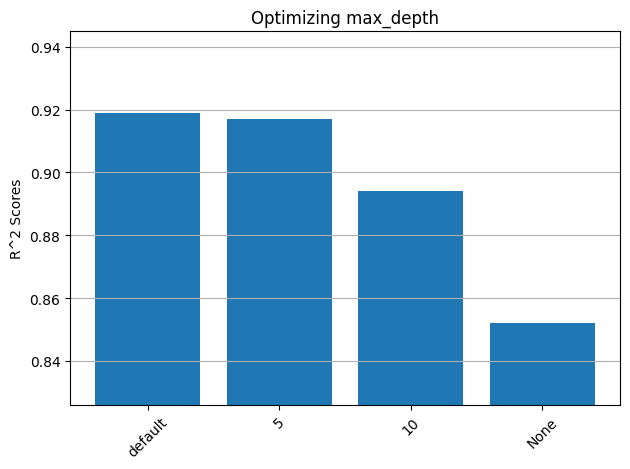 Optimizing max_depth
R^2 Scores
0.94
0.92
0.90
0.88
0.86
0.84
default
5
10
None